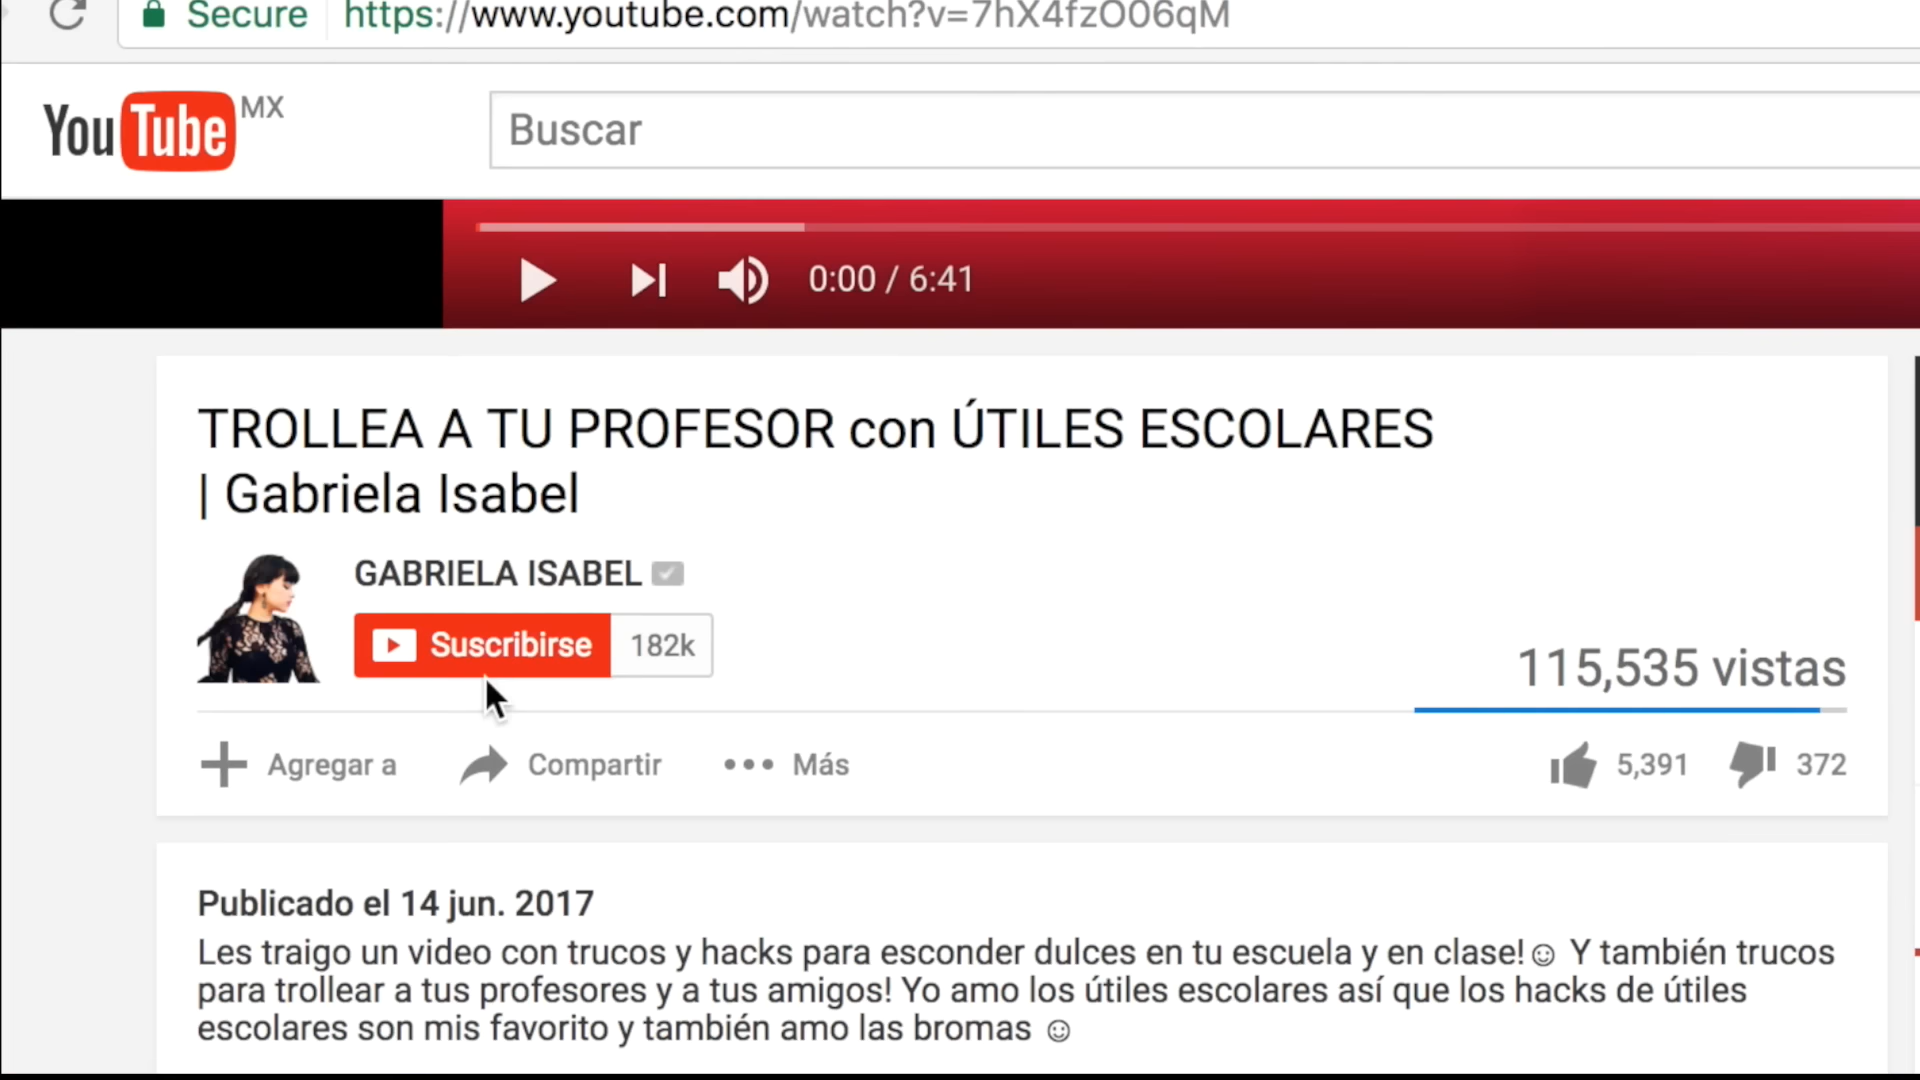 Secure https://www.youtube.com/watch?v=7hX4fzO06qM
YouTube MX
Buscar
0:00 / 6:41
TROLLEA A TU PROFESOR con ÚTILES ESCOLARES
| Gabriela Isabel
GABRIELA ISABEL
Suscribirse 182k
115,535 vistas
Agregar a Compartir Más 5,391 372
Publicado el 14 jun. 2017
Les traigo un video con trucos y hacks para esconder dulces en tu escuela y en clase!☺ Y también trucos
para trollear a tus profesores y a tus amigos! Yo amo los útiles escolares así que los hacks de útiles
escolares son mis favorito y también amo las bromas ☺